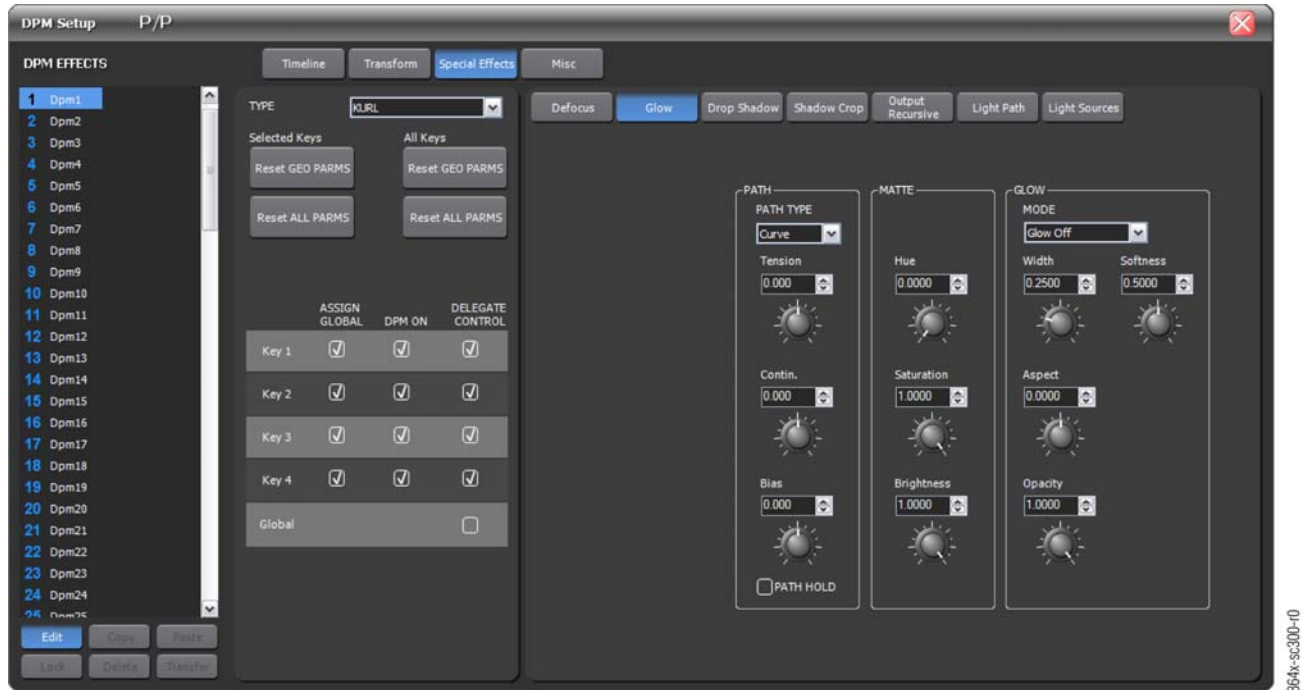 DPM Setup P/P
DPM EFFECTS
Timeline Transform Special Effects Misc
1 Dpm1
2 Dpm2
3 Dpm3
4 Dpm4
5 Dpm5
6 Dpm6
7 Dpm7
8 Dpm8
9 Dpm9
10 Dpm10
11 Dpm11
12 Dpm12
13 Dpm13
14 Dpm14
15 Dpm15
16 Dpm16
17 Dpm17
18 Dpm18
19 Dpm19
20 Dpm20
21 Dpm21
22 Dpm22
23 Dpm23
24 Dpm24
25 Dpm25
Edit Copy Paste
Lock Delete Transfer
TYPE KURL
Selected Keys All Keys
Reset GEO PARMS Reset GEO PARMS
Reset ALL PARMS Reset ALL PARMS
ASSIGN GLOBAL DPM ON DELEGATE CONTROL
Key 1
Key 2
Key 3
Key 4
Global
Defocus Glow Drop Shadow Shadow Crop Output Recursive Light Path Light Sources
PATH
PATH TYPE
Curve
Tension
0.000
Contin.
0.000
Bias
0.000
PATH HOLD
MATTE
Hue
0.0000
Saturation
1.0000
Brightness
1.0000
GLOW
MODE
Glow Off
Width Softness
0.2500 0.5000
Aspect
0.0000
Opacity
1.0000
864x-sc300-r0